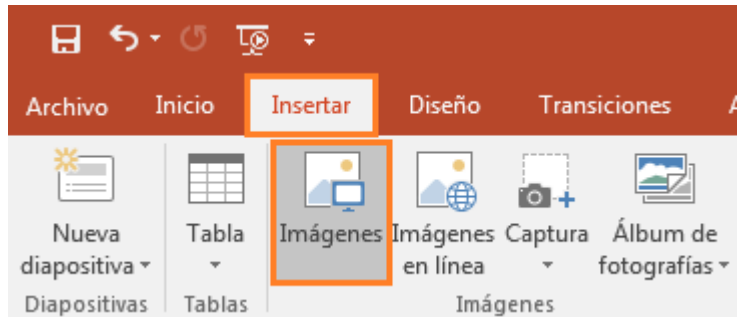 Archivo Inicio Insertar Diseño Transiciones A
Nueva diapositiva
Tabla
Imágenes
Imágenes en línea
Captura
Álbum de fotografías
Diapositivas Tablas Imágenes